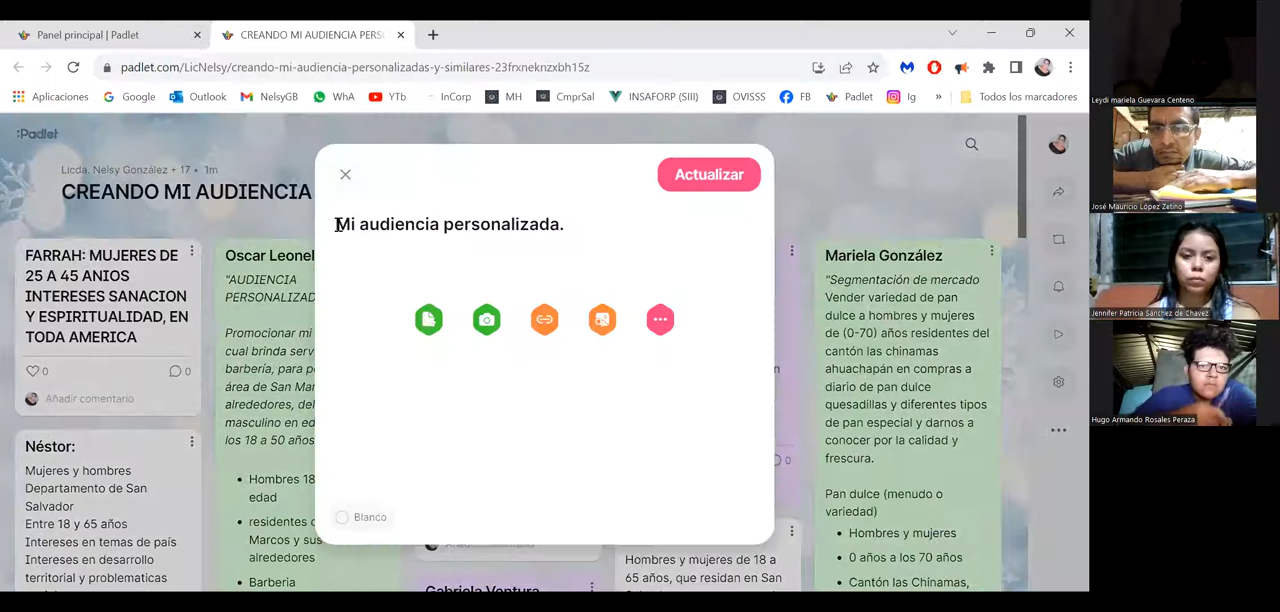 Panel principal | Padlet
CREANDO MI AUDIENCIA PERS
padlet.com/LicNelsy/creando-mi-audiencia-personalizadas-y-similares-23frxneknzxbh15z
Aplicaciones
Google
Outlook
NelsyGB
WhA
YTb
InCorp
MH
CmprSal
INSAFORP (SIII)
OVISSS
FB
Padlet
Ig
»
Todos los marcadores
:Padlet
Licda. Nelsy González + 17 • 1m
CREANDO MI AUDIENCIA
FARRAH: MUJERES DE
25 A 45 ANIOS
INTERESES SANACION
Y ESPIRITUALIDAD, EN
TODA AMERICA
0
0
Añadir comentario
Néstor:
Mujeres y hombres
Departamento de San
Salvador
Entre 18 y 65 años
Intereses en temas de país
Intereses en desarrollo
territorial y problematicas
Oscar Leonel
"AUDIENCIA
PERSONALIZAD
Promocionar mi
cual brinda serv
barbería, para pe
área de San Mar
alrededores, del
masculino en ed
los 18 a 50 años
Hombres 18
edad
residentes d
Marcos y sus
alrededores
Barberia
Actualizar
Mi audiencia personalizada.
Blanco
Gabriela Ventura
0
Hombres y mujeres de 18 a
65 años, que residan en San
Mariela González
"Segmentación de mercado
Vender variedad de pan
dulce a hombres y mujeres
de (0-70) años residentes del
cantón las chinamas
ahuachapán en compras a
diario de pan dulce
quesadillas y diferentes tipos
de pan especial y darnos a
conocer por la calidad y
frescura.
Pan dulce (menudo o
variedad)
Hombres y mujeres
0 años a los 70 años
Cantón las Chinamas,
Leydi mariela Guevara Centeno
José Mauricio López Zetino
Jennifer Patricia Sánchez de Chavez
Hugo Armando Rosales Peraza